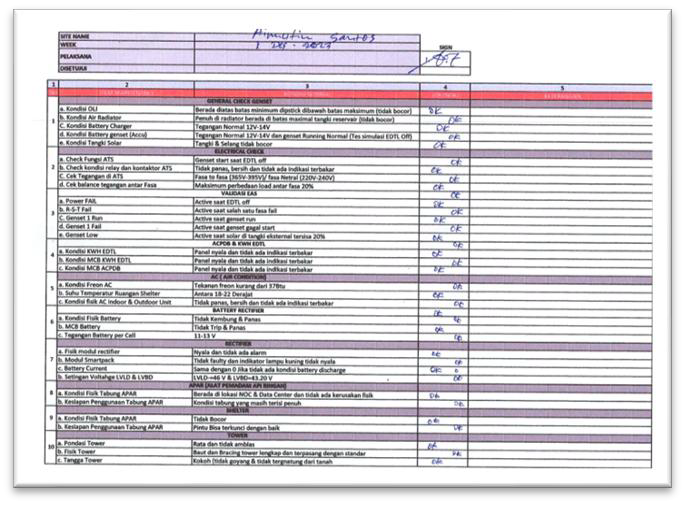 SITE NAME Himutin Santos
WEEK 1 Des - 2023
SIGN
PELAKSANA
DISETUJUI
1 2 3 4 5
GENERAL CHECK GENSET
1
a. Kondisi OLI Berada diatas batas minimum dipstick dibawah batas maksimum (tidak bocor) OK
b. Kondisi Air Radiator Penuh di radiator berada di batas maximal tangki reservair (tidak bocor) OK
C. Kondisi Battery Charger Tegangan Normal 12V-14V OK
d. Kondisi Battery genset (Accu) Tegangan Normal 12V-14V dan genset Running Normal (Tes simulasi EDTL Off) OK
e. Kondisi Tangki Solar Tangki & Selang tidak bocor OK
ELECTRICAL CHECK
2
a. Check Fungsi ATS Genset start saat EDTL off OK
b. Check kondisi relay dan kontaktor ATS Tidak panas, bersih dan tidak ada indikasi terbakar OK
C. Cek Tegangan di ATS Fasa to fasa (365V-395V)/ fasa Netral (220V-240V) OK
d. Cek balance tegangan antar Fasa Maksimum perbedaan load antar fasa 20% OK
VALIDASI EAS OK
3
a. Power FAIL Active saat EDTL off OK
b. R-S-T Fail Active saat salah satu fasa fail OK
C. Genset 1 Run Active saat genset run OK
d. Genset 1 Fail Active saat genset gagal start OK
e. Genset Low Active saat solar di tangki eksternal tersisa 20% OK
ACPDB & KWH EDTL OK
4
a. Kondisi KWH EDTL Panel nyala dan tidak ada indikasi terbakar OK
b. Kondisi MCB KWH EDTL Panel nyala dan tidak ada indikasi terbakar OK
c. Kondisi MCB ACPDB Panel nyala dan tidak ada indikasi terbakar OK
AC ( AIR CONDITION)
5
a. Kondisi Freon AC Tekanan freon kurang dari 37Btu OK
b. Suhu Temperatur Ruangan Shelter Antara 18-22 Derajat OK
c. Kondisi fisik AC Indoor & Outdoor Unit Tidak panas, bersih dan tidak ada indikasi terbakar OK
BATTERY RECTIFIER OK
6
a. Kondisi Fisik Battery Tidak Kembung & Panas OK
b. MCB Battery Tidak Trip & Panas OK
c. Tegangan Battery per Cell 11-13 V OK
RECTIFIER
7
a. Fisik modul rectifier Nyala dan tidak ada alarm OK
b. Modul Smartpack Tidak faulty dan indikator lampu kuning tidak nyala OK
c. Battery Current Sama dengan 0 Jika tidak ada kondisi battery discharge OK 0
b. Setingan Voltahge LVLD & LVBD LVLD->46 V & LVBD=43.20 V OK
APAR (ALAT PEMADAM API RINGAN)
8
a. Kondisi Fisik Tabung APAR Berada di lokasi NOC & Data Center dan tidak ada kerusakan fisik OK
b. Kesiapan Penggunaan Tabung APAR Kondisi tabung yang masih terisi penuh OK
SHELTER
9
a. Kondisi Fisik Tabung APAR Tidak Bocor OK
b. Kesiapan Penggunaan Tabung APAR Pintu Bisa terkunci dengan baik OK
TOWER
10
a. Pondasi Tower Rata dan tidak amblas OK
b. Fisik Tower Baut dan Bracing tower lengkap dan terpasang dengan standar OK
c. Tangga Tower Kokoh (tidak goyang & tidak tergnatung dari tanah OK